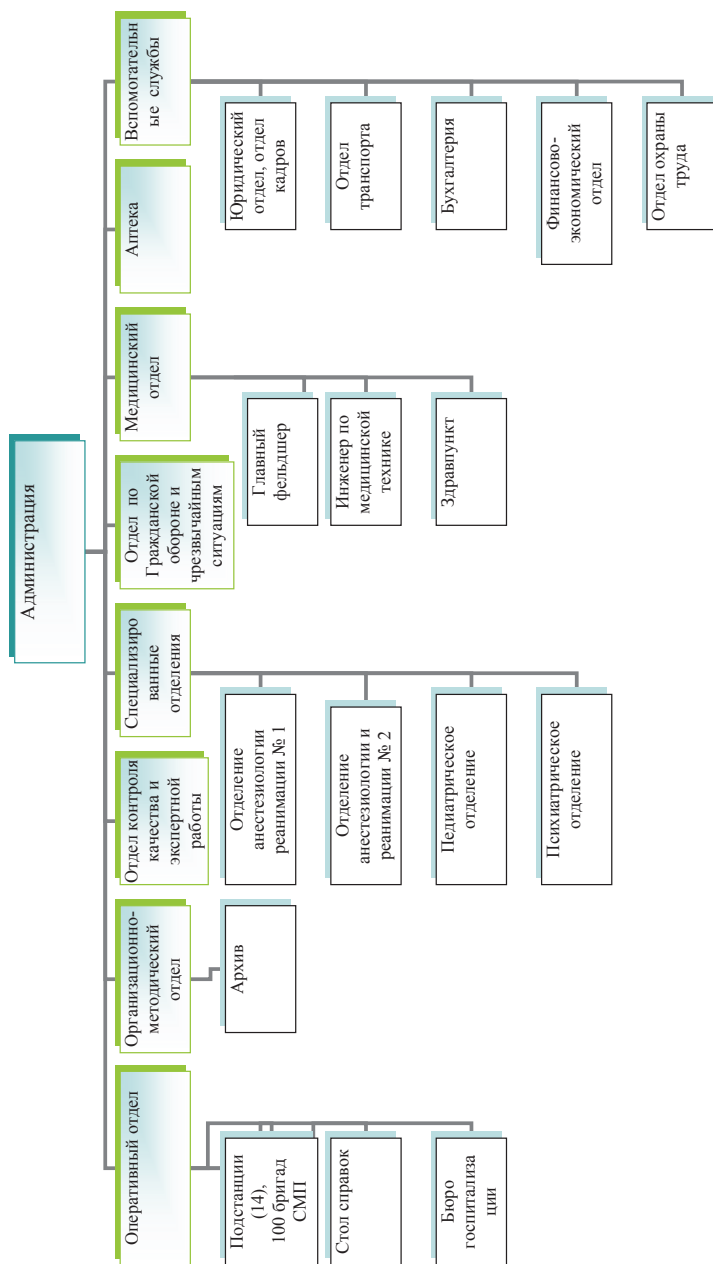 Администрация
Оперативный отдел
Организационно-
методический
отдел
Отдел контроля
качества и
экспертной
работы
Специализиро
ванные
отделения
Отдел по
Гражданской
обороне и
чрезвычайным
ситуациям
Медицинский
отдел
Аптека
Вспомогательн
ые службы
Подстанции
(14),
100 бригад
СМП
Стол справок
Бюро
госпитализа
ции
Архив
Отделение
анестезиологии
реанимации № 1
Отделение
анестезиологии и
реанимации № 2
Педиатрическое
отделение
Психиатрическое
отделение
Главный
фельдшер
Инженер по
медицинской
технике
Здравпункт
Юридический
отдел, отдел
кадров
Отдел
транспорта
Бухгалтерия
Финансово-
экономический
отдел
Отдел охраны
труда